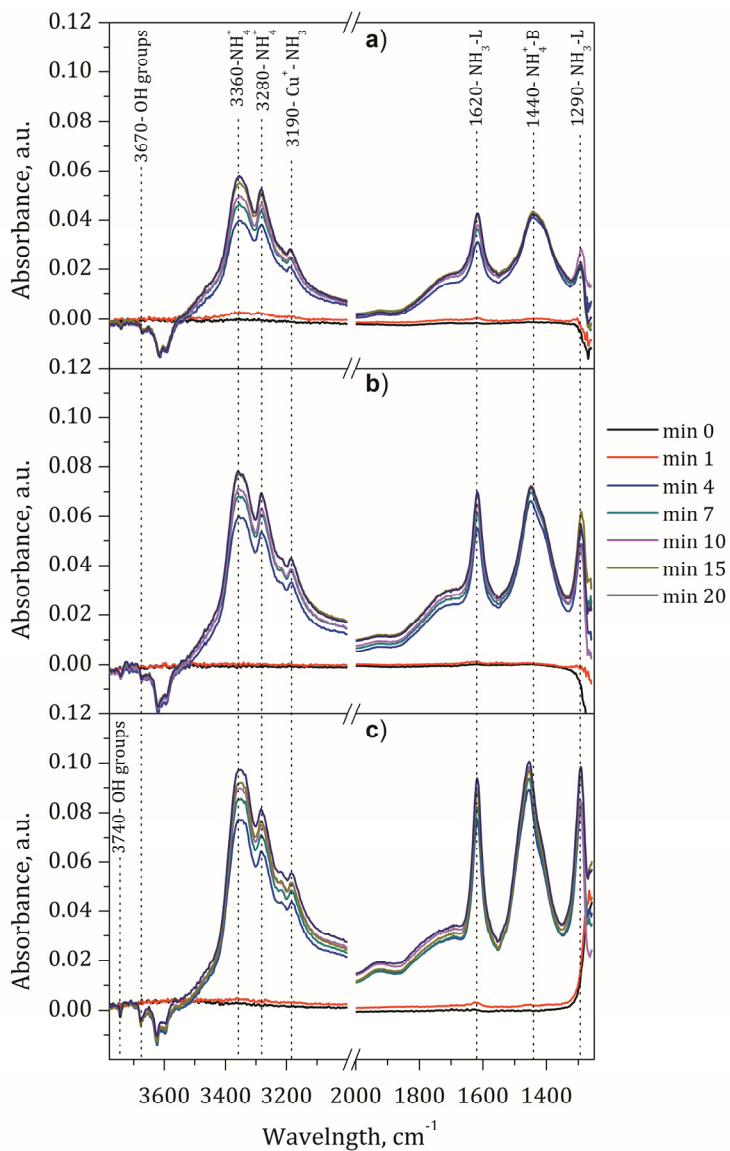 0.12
0.10
0.08
0.06
0.04
0.02
0.00
Absorbance, a.u.
a)
3670- OH groups
3360-NH₄⁺
3280-NH₄⁺
3190- Cu⁺- NH₃
1620- NH₃-L
1440- NH₄⁺-B
1290- NH₃-L
0.12
0.10
0.08
0.06
0.04
0.02
0.00
Absorbance, a.u.
b)
min 0
min 1
min 4
min 7
min 10
min 15
min 20
0.12
0.10
0.08
0.06
0.04
0.02
0.00
Absorbance, a.u.
c)
3740- OH groups
3600 3400 3200 2000 1800 1600 1400
Wavelngth, cm⁻¹